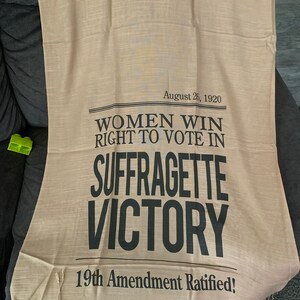 August 26, 1920
WOMEN WIN
RIGHT TO VOTE IN
SUFFRAGETTE
VICTORY
19th Amendment Ratified!